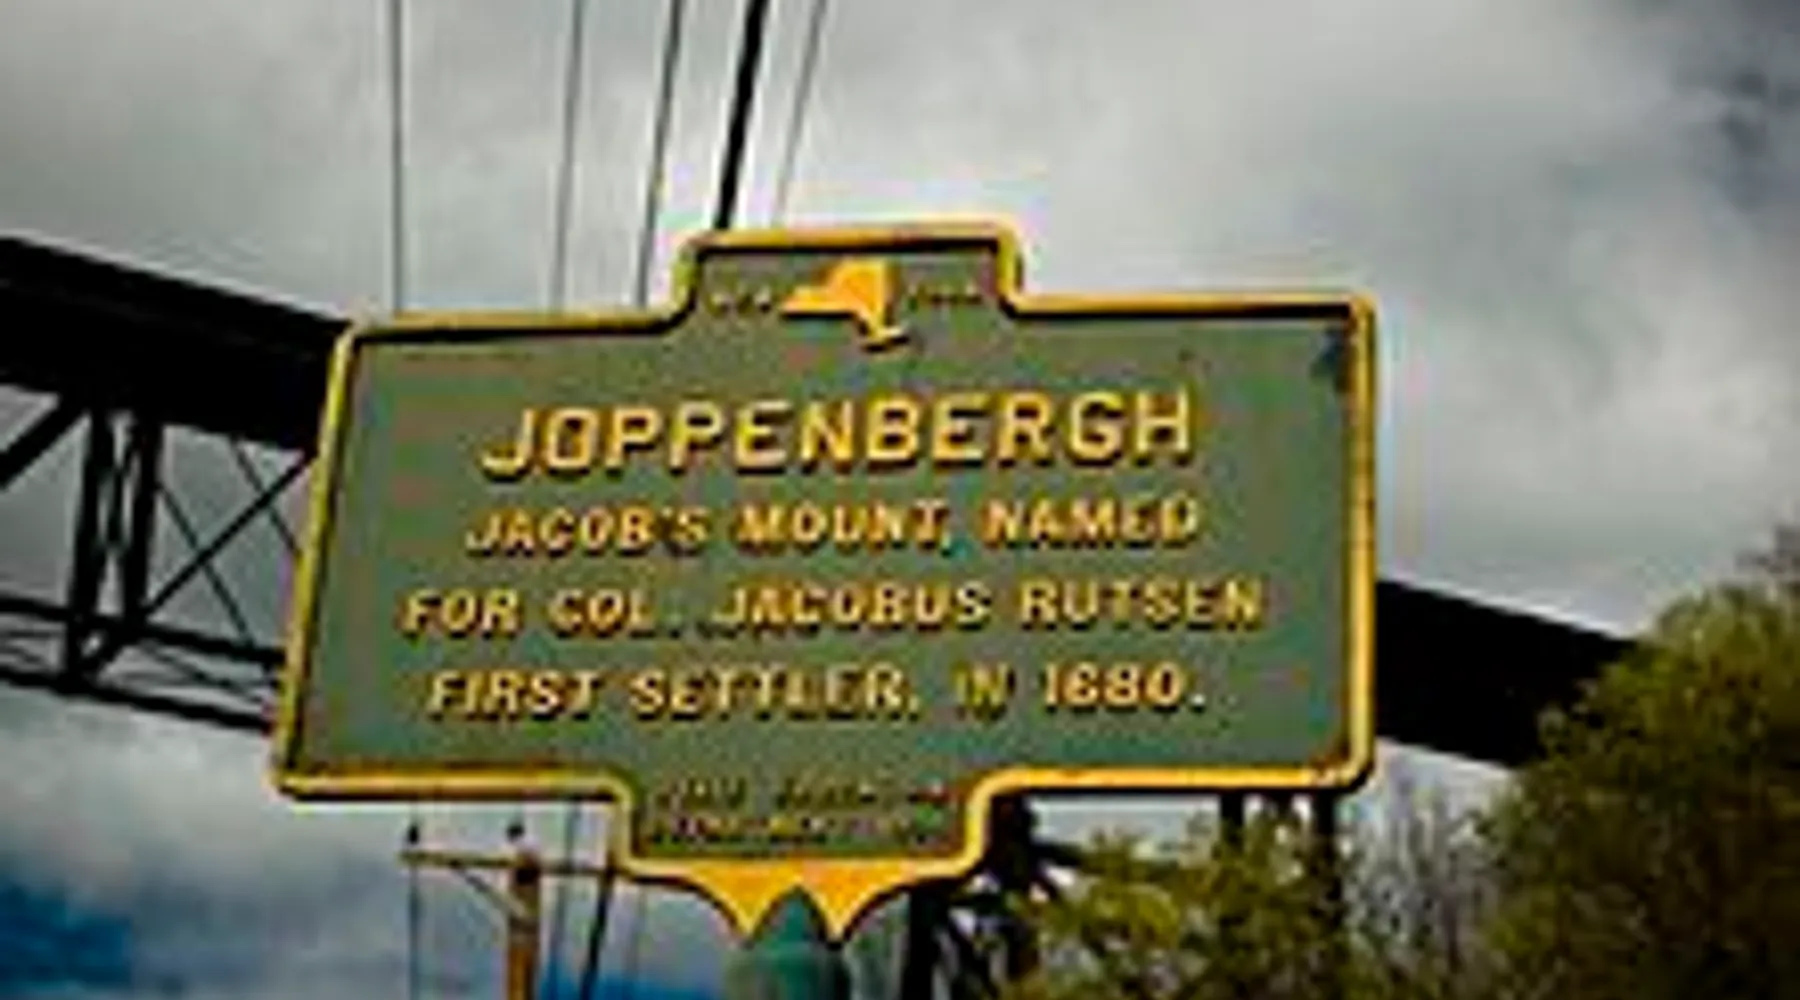 JOPPENBERGH
JACOB'S MOUNT, NAMED
FOR COL. JACOBUS RUTSEN
FIRST SETTLER, IN 1680.